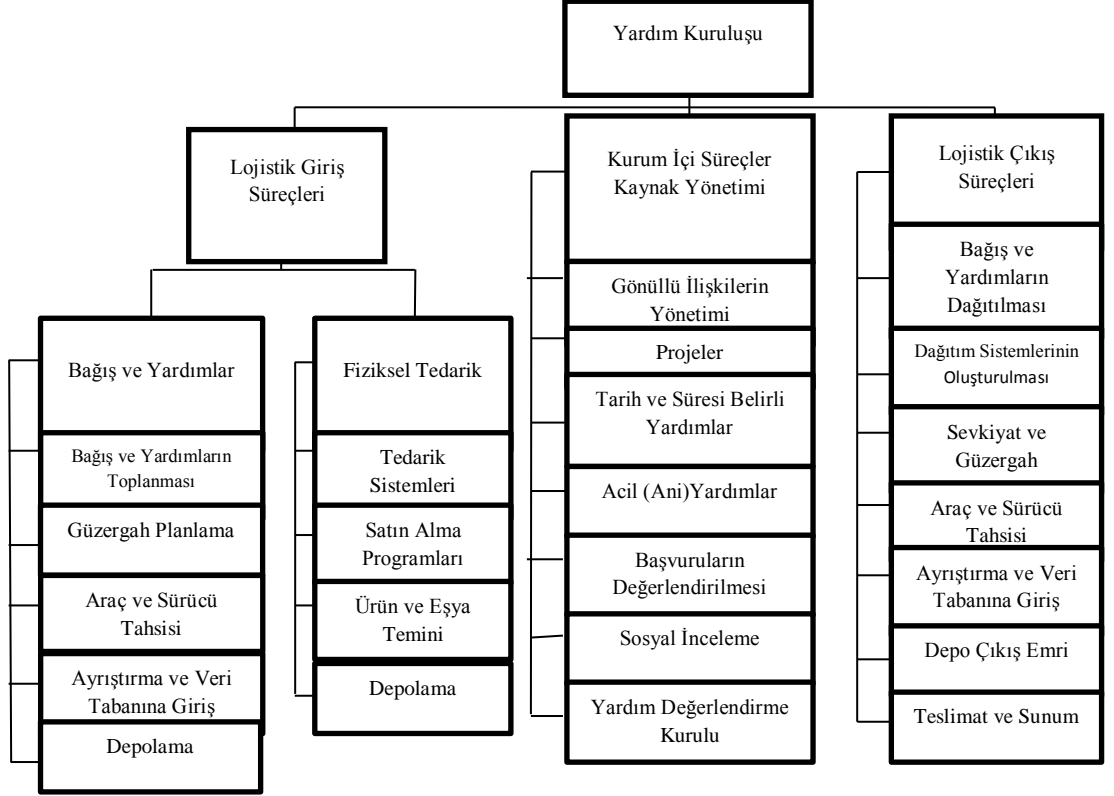 Yardım Kuruluşu
Lojistik Giriş
Süreçleri
Bağış ve Yardımlar
Bağış ve Yardımların
Toplanması
Güzergah Planlama
Araç ve Sürücü
Tahsisi
Ayrıştırma ve Veri
Tabanına Giriş
Depolama
Fiziksel Tedarik
Tedarik
Sistemleri
Satın Alma
Programları
Ürün ve Eşya
Temini
Depolama
Kurum İçi Süreçler
Kaynak Yönetimi
Gönüllü İlişkilerin
Yönetimi
Projeler
Tarih ve Süresi Belirli
Yardımlar
Acil (Ani)Yardımlar
Başvuruların
Değerlendirilmesi
Sosyal İnceleme
Yardım Değerlendirme
Kurulu
Lojistik Çıkış
Süreçleri
Bağış ve
Yardımların
Dağıtılması
Dağıtım Sistemlerinin
Oluşturulması
Sevkiyat ve
Güzergah
Araç ve Sürücü
Tahsisi
Ayrıştırma ve Veri
Tabanına Giriş
Depo Çıkış Emri
Teslimat ve Sunum